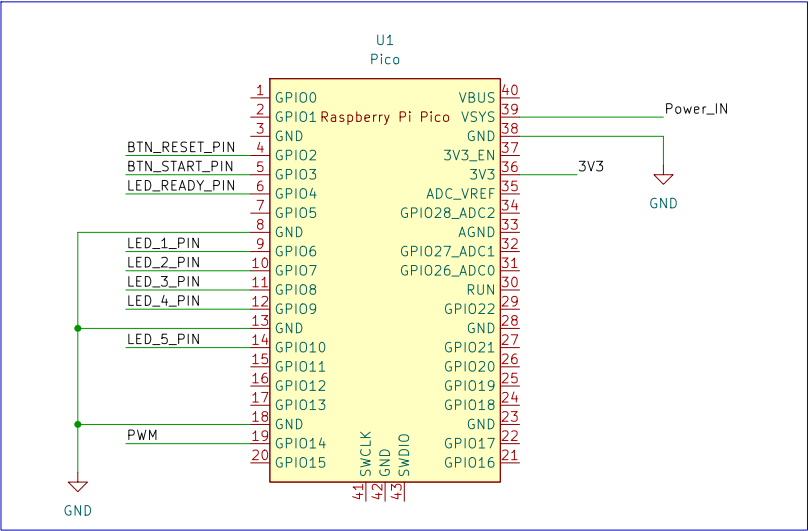 U1
Pico
1 GPIO0 VBUS 40
2 GPIO1 Raspberry Pi Pico VSYS 39 Power_IN
3 GND GND 38
BTN_RESET_PIN 4 GPIO2 3V3_EN 37
BTN_START_PIN 5 GPIO3 3V3 36 3V3
LED_READY_PIN 6 GPIO4 ADC_VREF 35
GND
7 GPIO5 GPIO28_ADC2 34
8 GND AGND 33
LED_1_PIN 9 GPIO6 GPIO27_ADC1 32
LED_2_PIN 10 GPIO7 GPIO26_ADC0 31
LED_3_PIN 11 GPIO8 RUN 30
LED_4_PIN 12 GPIO9 GPIO22 29
13 GND GND 28
LED_5_PIN 14 GPIO10 GPIO21 27
15 GPIO11 GPIO20 26
16 GPIO12 GPIO19 25
17 GPIO13 GPIO18 24
18 GND GND 23
PWM 19 GPIO14 GPIO17 22
20 GPIO15 GPIO16 21
SWCLK GND SWDIO
41 42 43
GND